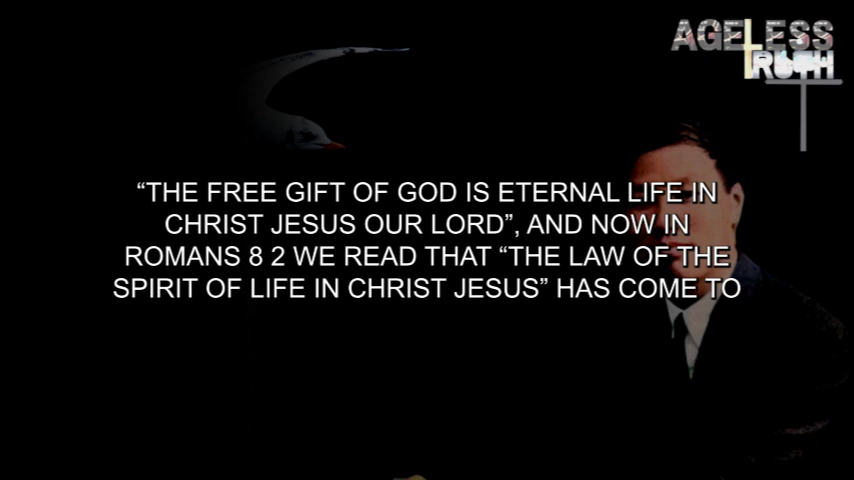 AGELESS
TRUTH
“THE FREE GIFT OF GOD IS ETERNAL LIFE IN
CHRIST JESUS OUR LORD”, AND NOW IN
ROMANS 8 2 WE READ THAT “THE LAW OF THE
SPIRIT OF LIFE IN CHRIST JESUS” HAS COME TO